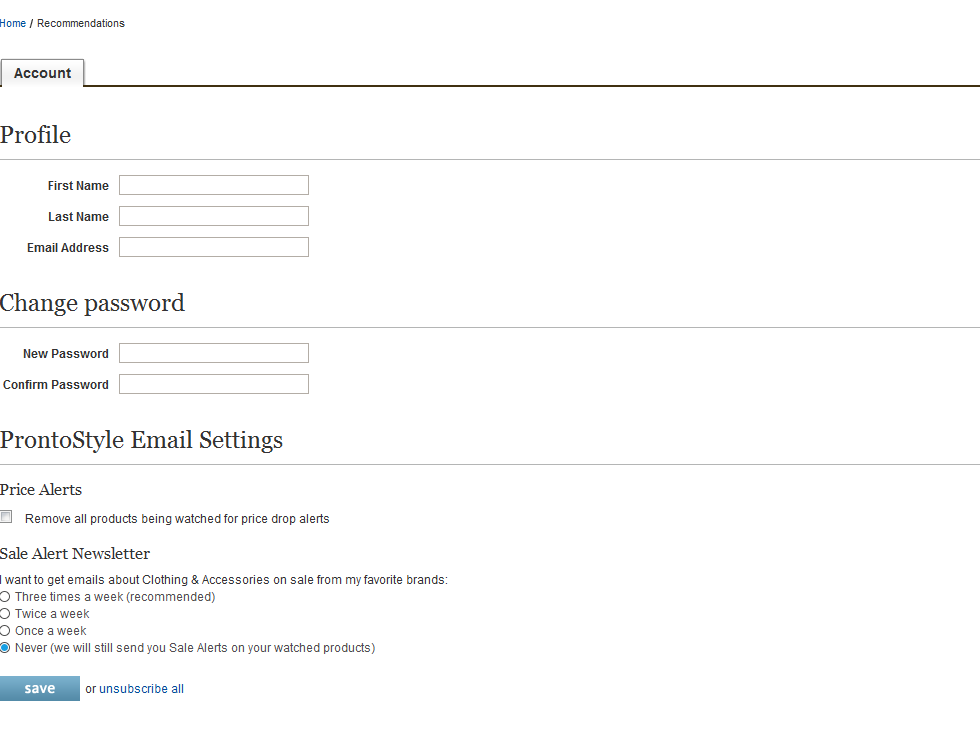 Home / Recommendations
Account
Profile
First Name
Last Name
Email Address
Change password
New Password
Confirm Password
ProntoStyle Email Settings
Price Alerts
Remove all products being watched for price drop alerts
Sale Alert Newsletter
I want to get emails about Clothing & Accessories on sale from my favorite brands:
Three times a week (recommended)
Twice a week
Once a week
Never (we will still send you Sale Alerts on your watched products)
save or unsubscribe all